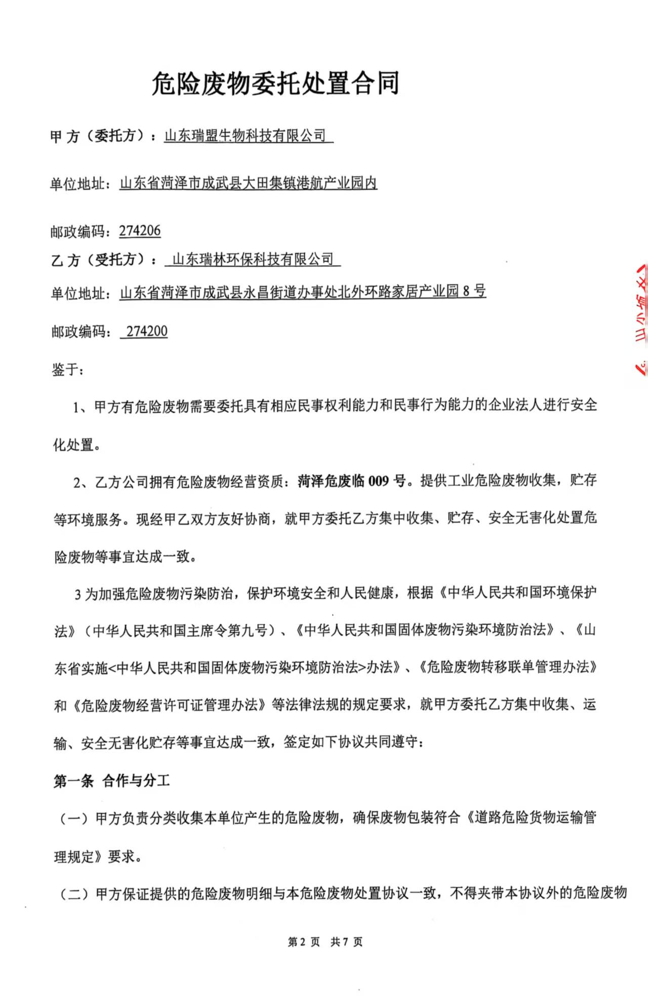 危险废物委托处置合同
甲 方（委托方）：山东瑞盟生物科技有限公司
单位地址：山东省菏泽市成武县大田集镇港航产业园内
邮政编码：274206
乙 方（受托方）： 山东瑞林环保科技有限公司
单位地址：山东省菏泽市成武县永昌街道办事处北外环路家居产业园 8 号
邮政编码： 274200
鉴于：
1、甲方有危险废物需要委托具有相应民事权利能力和民事行为能力的企业法人进行安全
化处置。
2、乙方公司拥有危险废物经营资质：菏泽危废临 009 号。提供工业危险废物收集，贮存
等环境服务。现经甲乙双方友好协商，就甲方委托乙方集中收集、贮存、安全无害化处置危
险废物等事宜达成一致。
3 为加强危险废物污染防治，保护环境安全和人民健康，根据《中华人民共和国环境保护
法》（中华人民共和国主席令第九号）、《中华人民共和国固体废物污染环境防治法》、《山
东省实施<中华人民共和国固体废物污染环境防治法>办法》、《危险废物转移联单管理办法》
和《危险废物经营许可证管理办法》等法律法规的规定要求，就甲方委托乙方集中收集、运
输、安全无害化贮存等事宜达成一致，签定如下协议共同遵守：
第一条 合作与分工
（一）甲方负责分类收集本单位产生的危险废物，确保废物包装符合《道路危险货物运输管
理规定》要求。
（二）甲方保证提供的危险废物明细与本危险废物处置协议一致，不得夹带本协议外的危险废物
第 2 页 共 7 页